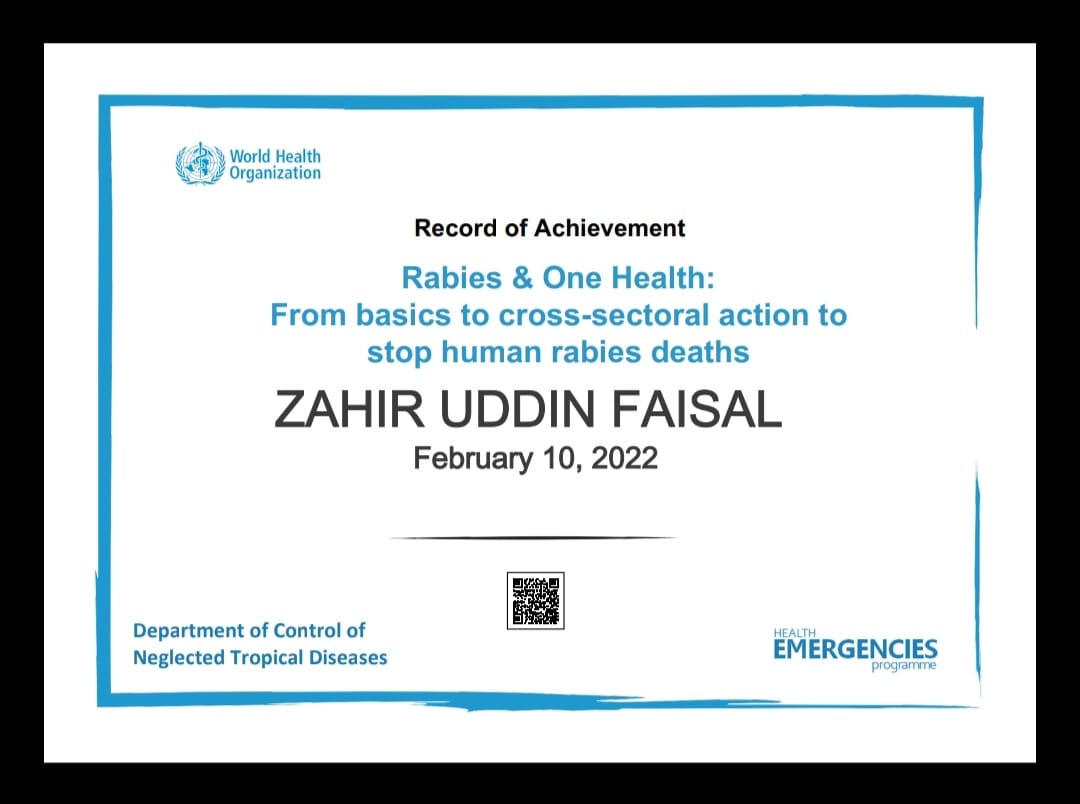 World Health
Organization
Record of Achievement
Rabies & One Health:
From basics to cross-sectoral action to
stop human rabies deaths
ZAHIR UDDIN FAISAL
February 10, 2022
Department of Control of
Neglected Tropical Diseases
HEALTH
EMERGENCIES
programme